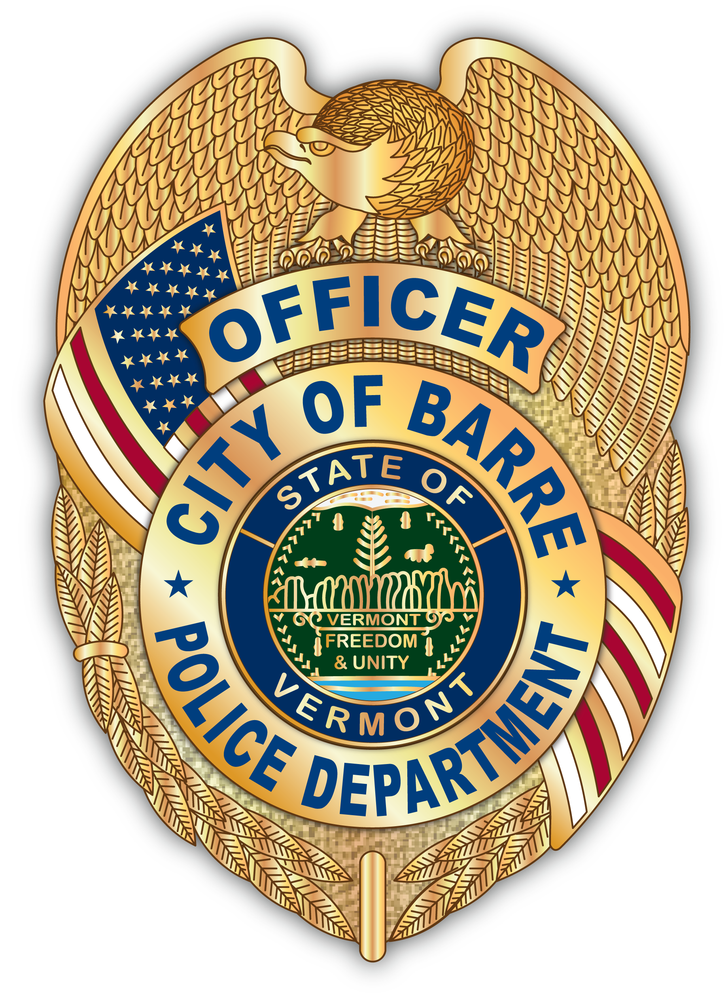 OFFICER
CITY OF BARRE
STATE OF
VERMONT
FREEDOM
& UNITY
VERMONT
POLICE DEPARTMENT